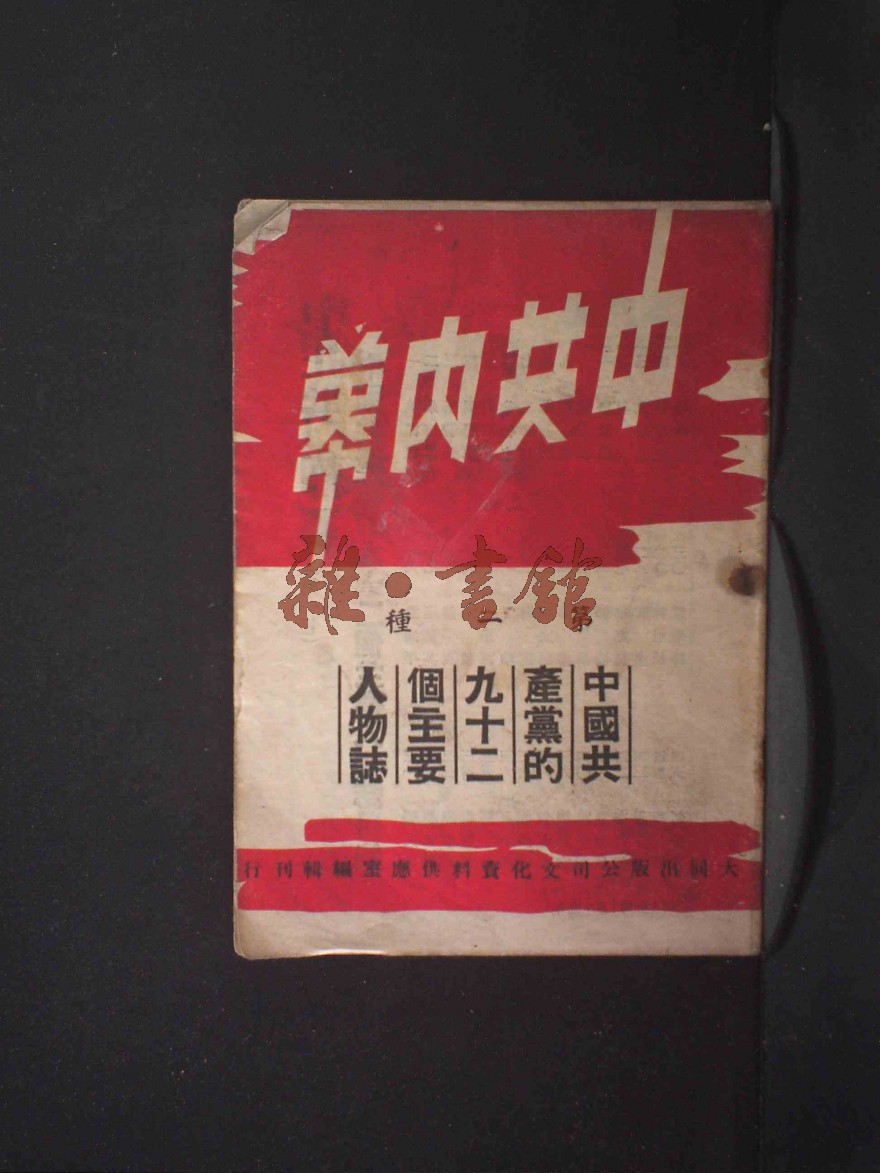 中共內幕
雜·書館
第一種
中國共
產黨的
九十二
個主要
人物誌
大同出版公司文化資料供應室編輯刊行